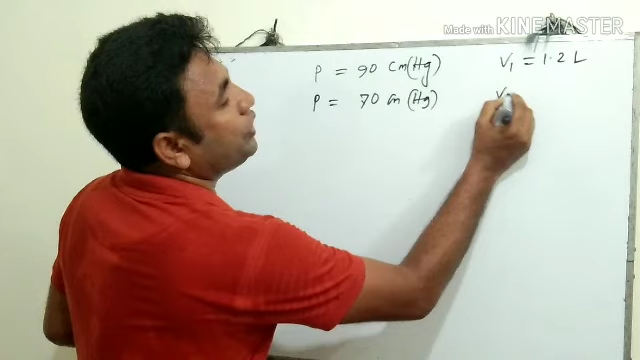 Made with KINEMASTER
P = 90 Cm(Hg) V₁ = 1.2 L
P = 70 Cm (Hg) V